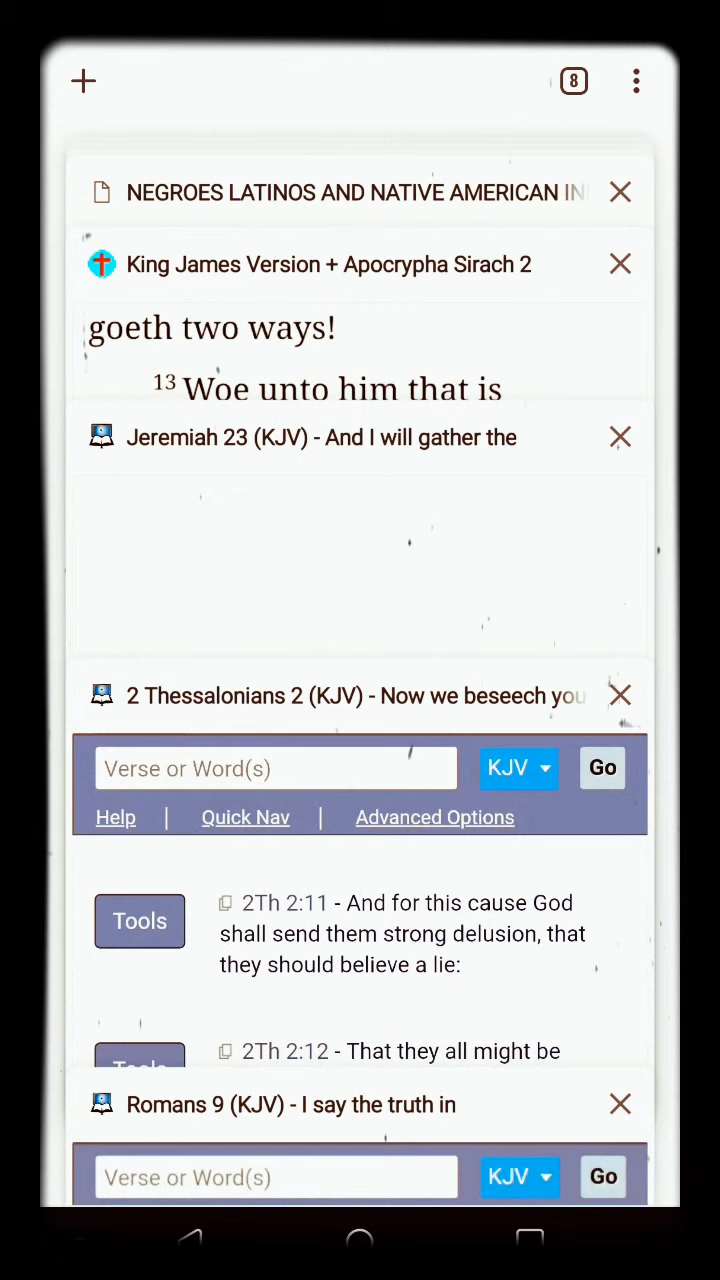 8
NEGROES LATINOS AND NATIVE AMERICAN IN
King James Version + Apocrypha Sirach 2
goeth two ways!
13 Woe unto him that is
Jeremiah 23 (KJV) - And I will gather the
2 Thessalonians 2 (KJV) - Now we beseech you
Verse or Word(s) KJV Go
Help | Quick Nav | Advanced Options
Tools
2Th 2:11 - And for this cause God
shall send them strong delusion, that
they should believe a lie:
Tools
2Th 2:12 - That they all might be
Romans 9 (KJV) - I say the truth in
Verse or Word(s) KJV Go